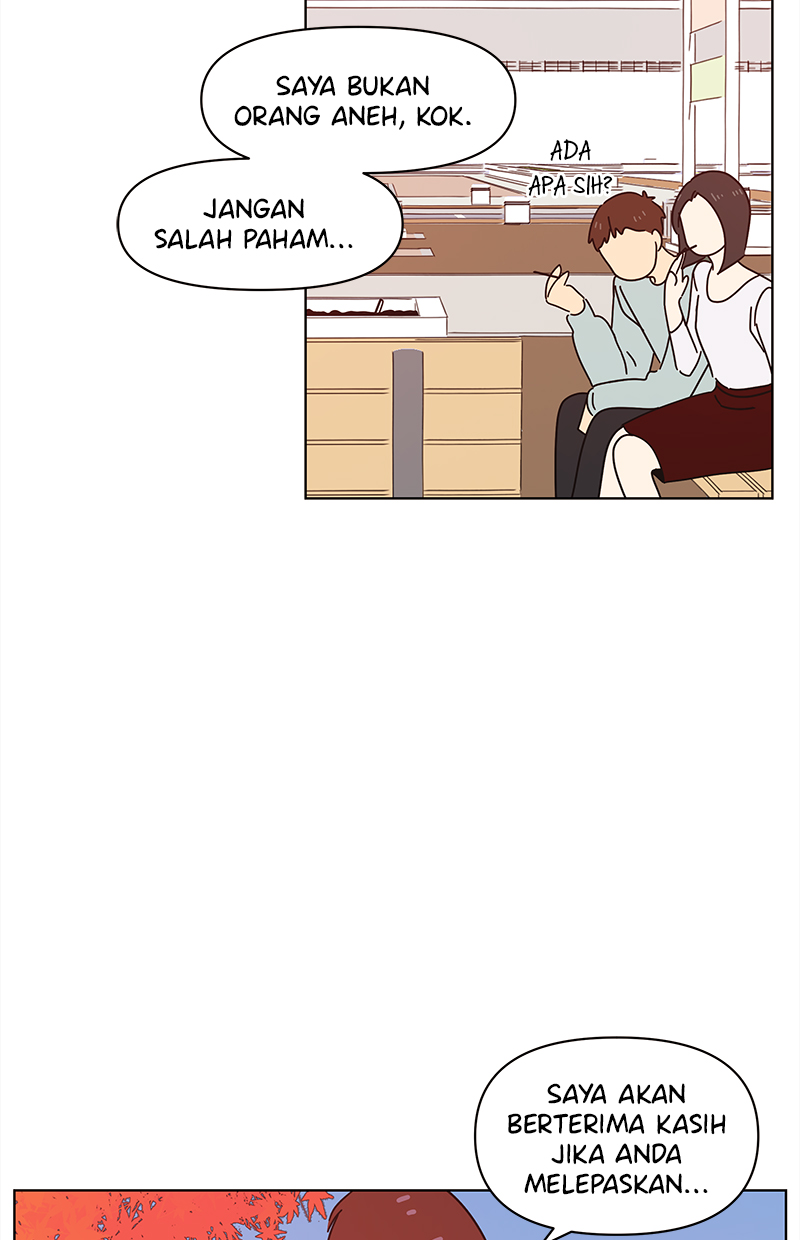 SAYA BUKAN
ORANG ANEH, KOK.
JANGAN
SALAH PAHAM...
ADA
APA SIH?
SAYA AKAN
BERTERIMA KASIH
JIKA ANDA
MELEPASKAN...